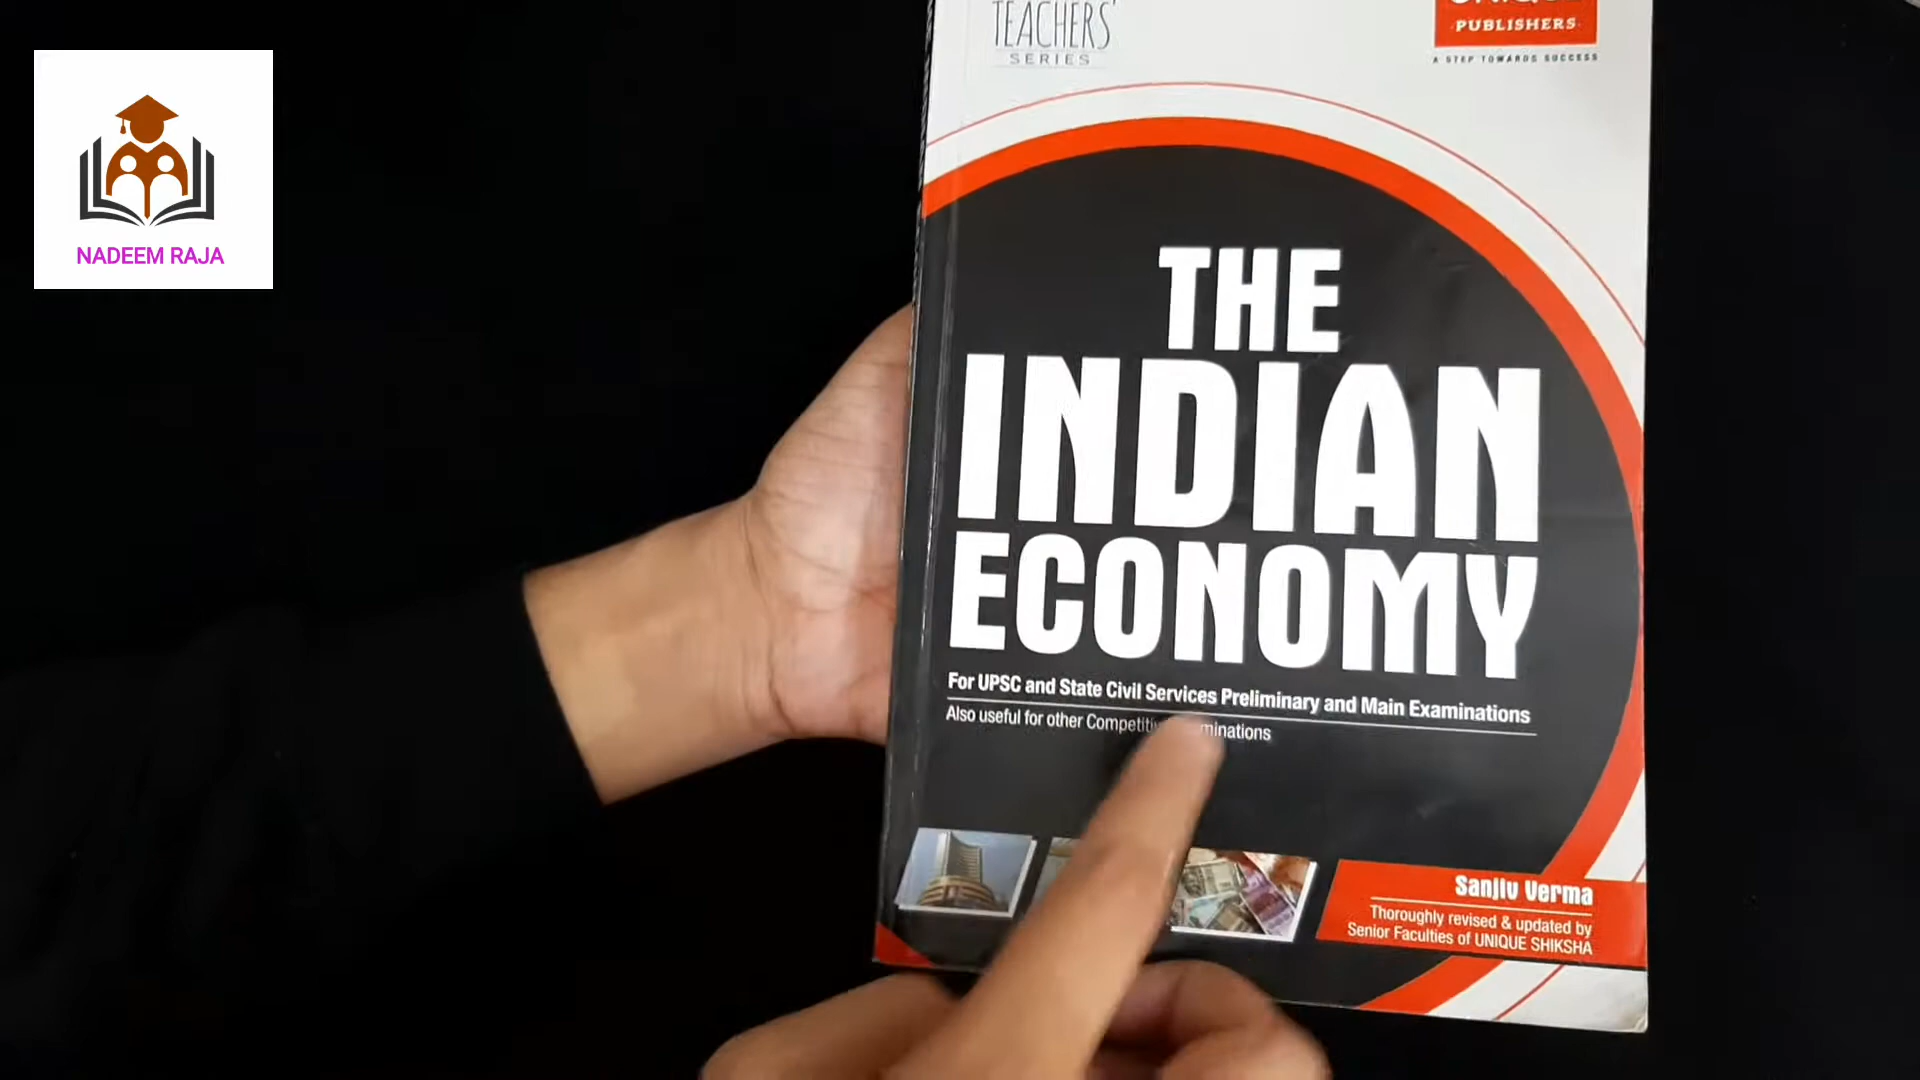 NADEEM RAJA
TEACHERS'
SERIES
PUBLISHERS
A STEP TOWARDS SUCCESS
THE
INDIAN
ECONOMY
For UPSC and State Civil Services Preliminary and Main Examinations
Also useful for other
Sanjiv Verma
Thoroughly revised & updated by
Senior Faculties of UNIQUE SHIKSHA